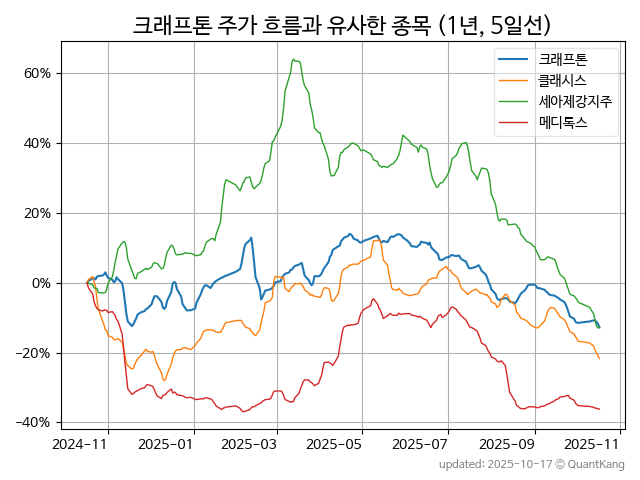 크래프톤 주가 흐름과 유사한 종목 (1년, 5일선)
크래프톤
클래시스
세아제강지주
메디톡스
60%
40%
20%
0%
−20%
−40%
2024-11
2025-01
2025-03
2025-05
2025-07
2025-09
2025-11
updated: 2025-10-17 © QuantKang